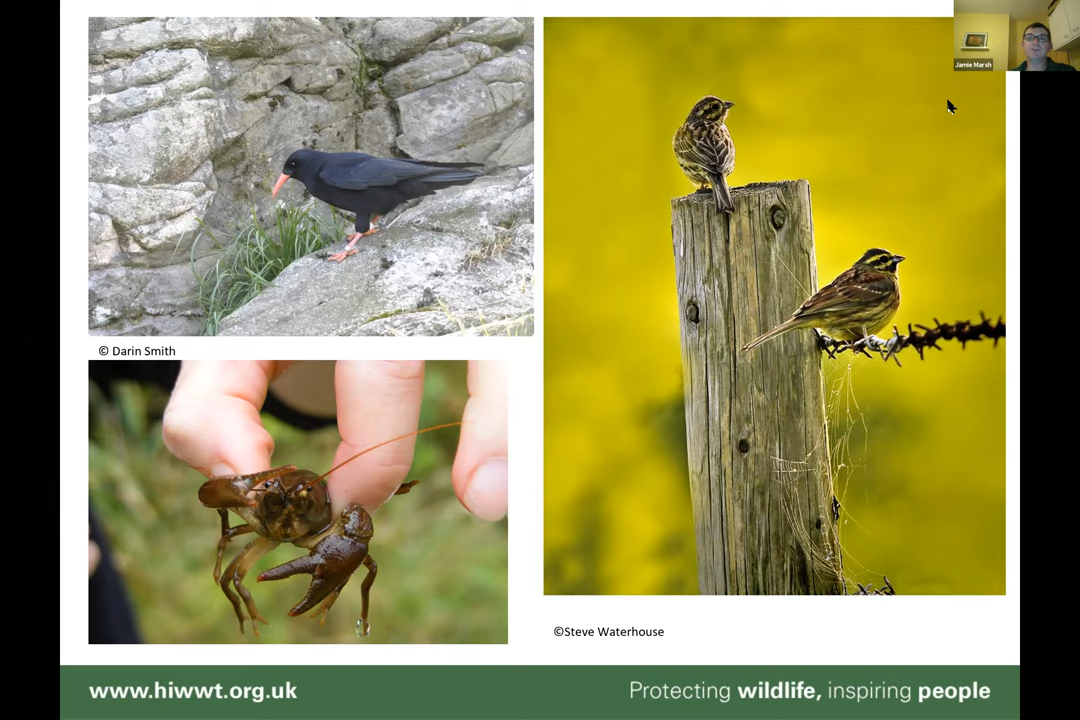 Jamie Marsh
© Darin Smith
©Steve Waterhouse
www.hiwwt.org.uk
Protecting wildlife, inspiring people